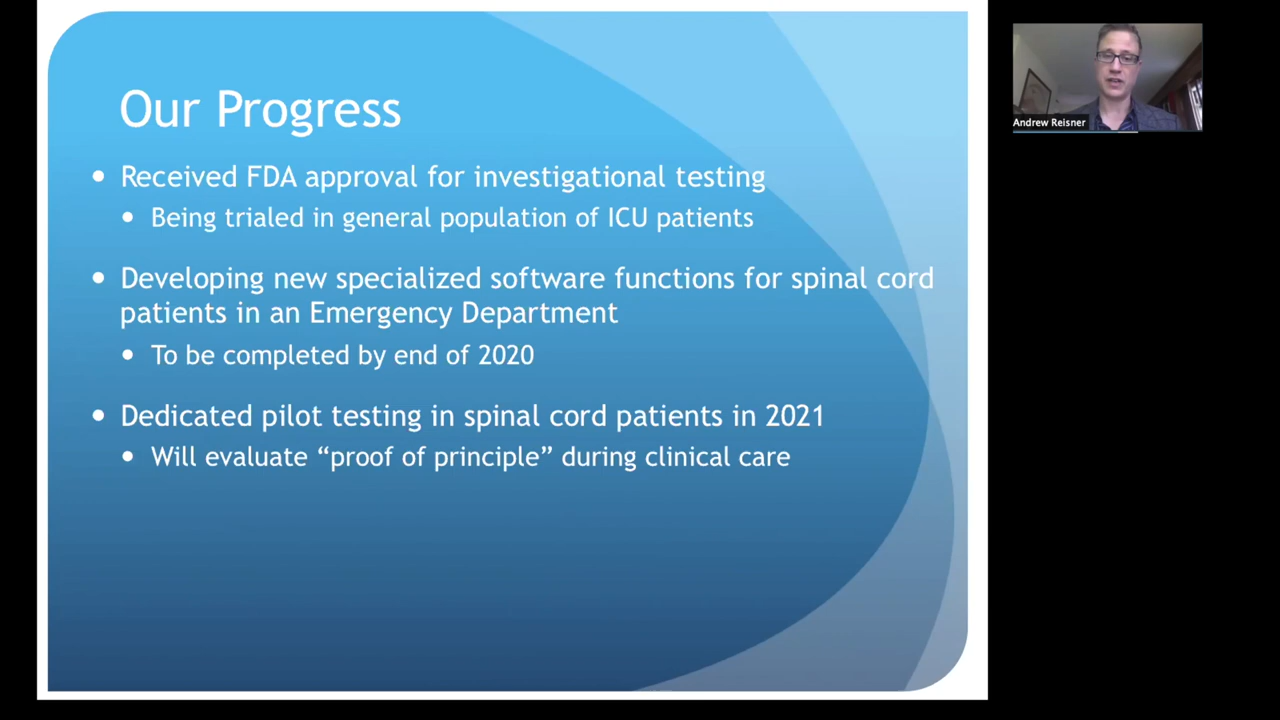 Our Progress
• Received FDA approval for investigational testing
• Being trialed in general population of ICU patients
• Developing new specialized software functions for spinal cord
patients in an Emergency Department
• To be completed by end of 2020
• Dedicated pilot testing in spinal cord patients in 2021
• Will evaluate “proof of principle” during clinical care
Andrew Reisner